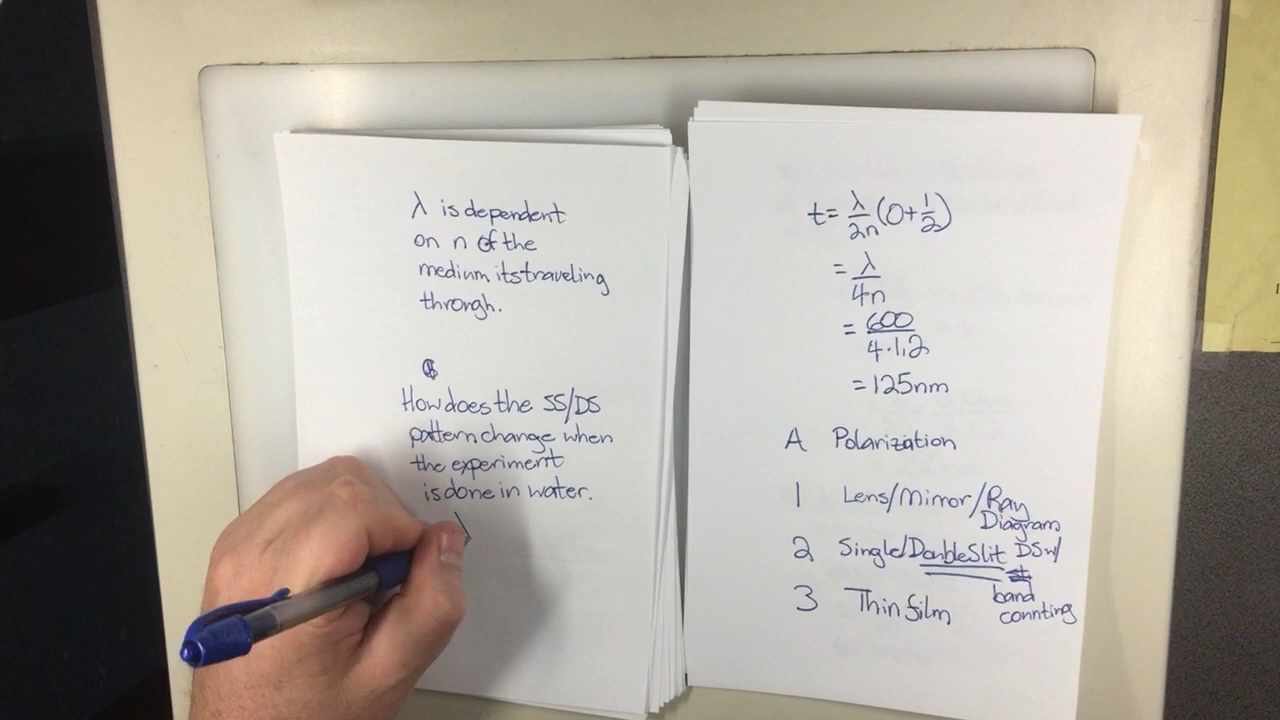 λ is dependent
on n of the
medium its traveling
through.
How does the SS/DS
pattern change when
the experiment
is done in water.
λ
t= λ/2n (0+1/2)
= λ/4n
= 600/4·1.2
= 125nm
A Polarization
1 Lens/Mirror/Ray
Diagram
2 Single/DoubleSlit DS w/
band
counting
3 Thin film